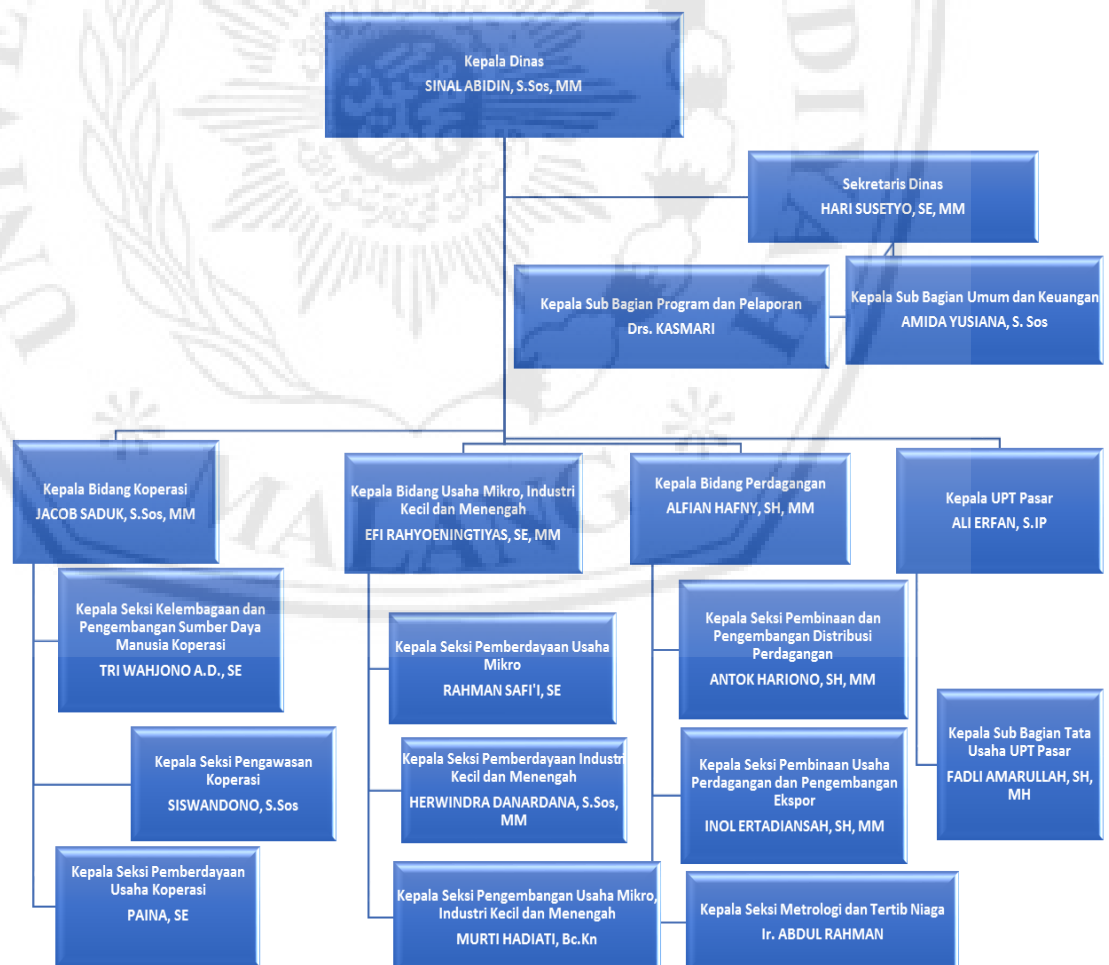 Kepala Dinas
SINAL ABIDIN, S.Sos, MM
Sekretaris Dinas
HARI SUSETYO, SE, MM
Kepala Sub Bagian Program dan Pelaporan
Drs. KASMARI
Kepala Sub Bagian Umum dan Keuangan
AMIDA YUSIANA, S. Sos
Kepala Bidang Koperasi
JACOB SADUK, S.Sos, MM
Kepala Bidang Usaha Mikro, Industri
Kecil dan Menengah
EFI RAHYOENINGTIYAS, SE, MM
Kepala Bidang Perdagangan
ALFIAN HAFNY, SH, MM
Kepala UPT Pasar
ALI ERFAN, S.IP
Kepala Seksi Kelembagaan dan
Pengembangan Sumber Daya
Manusia Koperasi
TRI WAHJONO A.D., SE
Kepala Seksi Pengawasan
Koperasi
SISWANDONO, S.Sos
Kepala Seksi Pemberdayaan
Usaha Koperasi
PAINA, SE
Kepala Seksi Pemberdayaan Usaha
Mikro
RAHMAN SAFI'I, SE
Kepala Seksi Pemberdayaan Industri
Kecil dan Menengah
HERWINDRA DANARDANA, S.Sos,
MM
Kepala Seksi Pengembangan Usaha Mikro,
Industri Kecil dan Menengah
MURTI HADIATI, Bc.Kn
Kepala Seksi Pembinaan dan
Pengembangan Distribusi
Perdagangan
ANTOK HARIONO, SH, MM
Kepala Seksi Pembinaan Usaha
Perdagangan dan Pengembangan
Ekspor
INOL ERTADIANSAH, SH, MM
Kepala Seksi Metrologi dan Tertib Niaga
Ir. ABDUL RAHMAN
Kepala Sub Bagian Tata
Usaha UPT Pasar
FADLI AMARULLAH, SH,
MH
MALANG